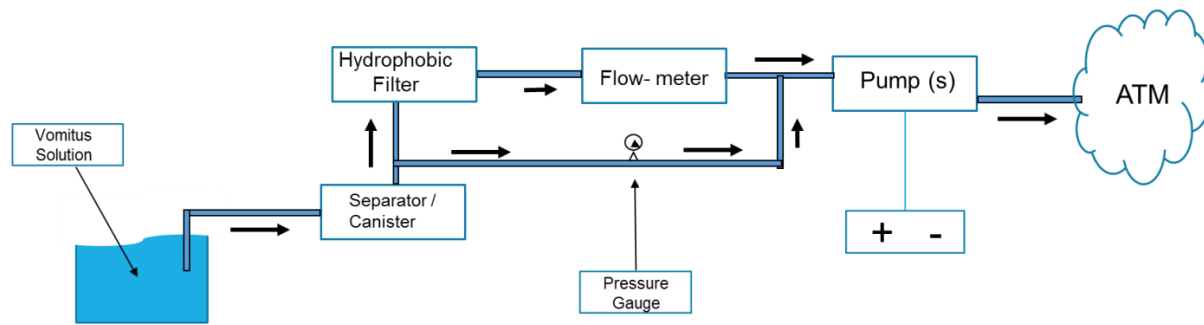 Hydrophobic
Filter
Flow- meter
Pump (s)
ATM
Vomitus
Solution
Separator /
Canister
+ -
Pressure
Gauge